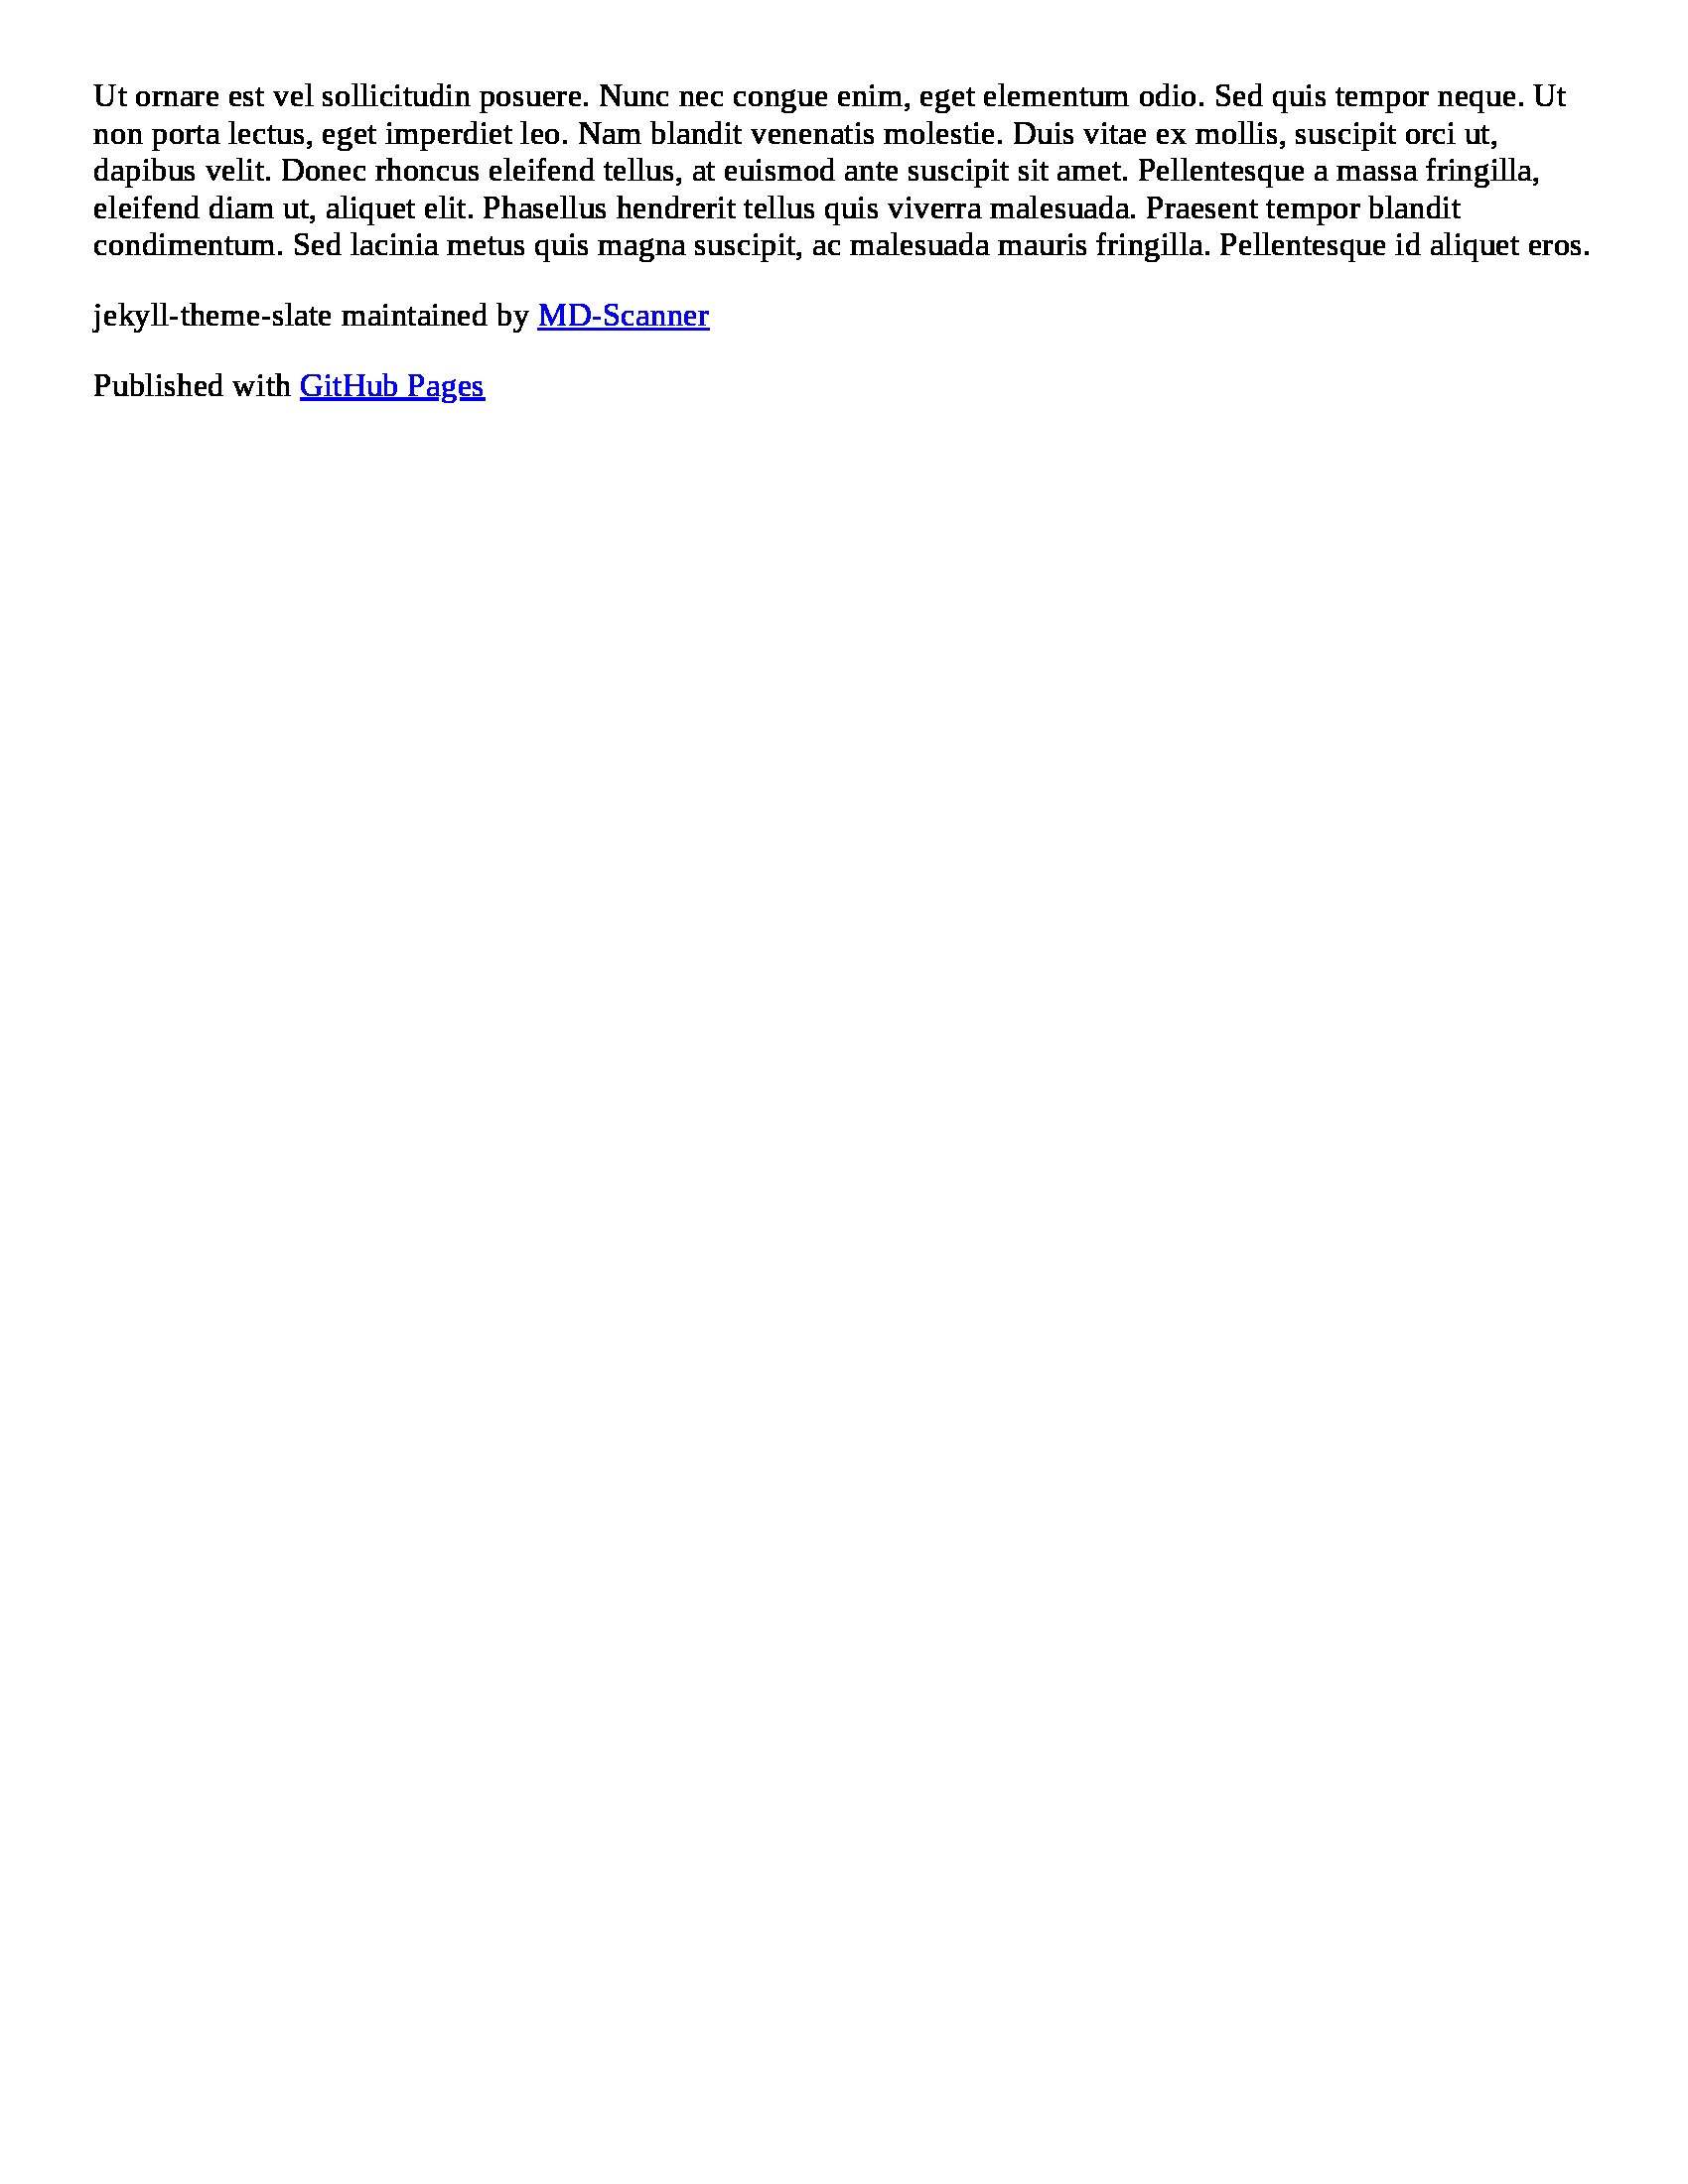 Ut ornare est vel sollicitudin posuere. Nunc nec congue enim, eget elementum odio. Sed quis tempor neque. Ut
non porta lectus, eget imperdiet leo. Nam blandit venenatis molestie. Duis vitae ex mollis, suscipit orci ut,
dapibus velit. Donec rhoncus eleifend tellus, at euismod ante suscipit sit amet. Pellentesque a massa fringilla,
eleifend diam ut, aliquet elit. Phasellus hendrerit tellus quis viverra malesuada. Praesent tempor blandit
condimentum. Sed lacinia metus quis magna suscipit, ac malesuada mauris fringilla. Pellentesque id aliquet eros.
jekyll-theme-slate maintained by MD-Scanner
Published with GitHub Pages